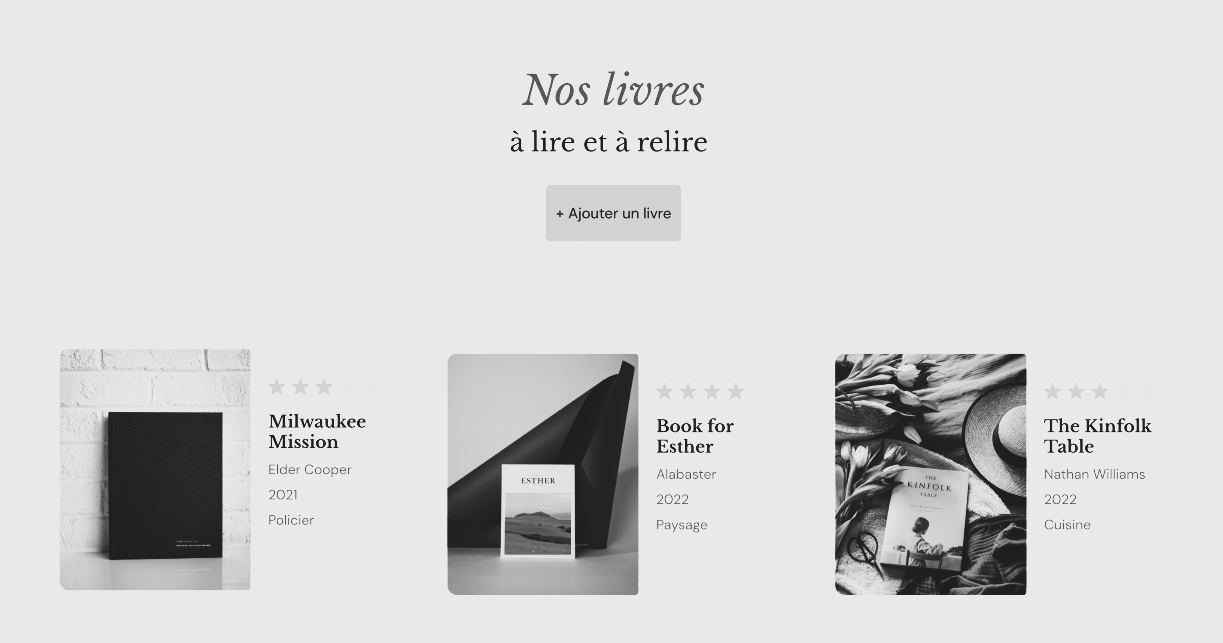 Nos livres
à lire et à relire
+ Ajouter un livre
Milwaukee
Mission
Elder Cooper
2021
Policier
ESTHER
Book for
Esther
Alabaster
2022
Paysage
THE
KINFOLK
TABLE
The Kinfolk
Table
Nathan Williams
2022
Cuisine